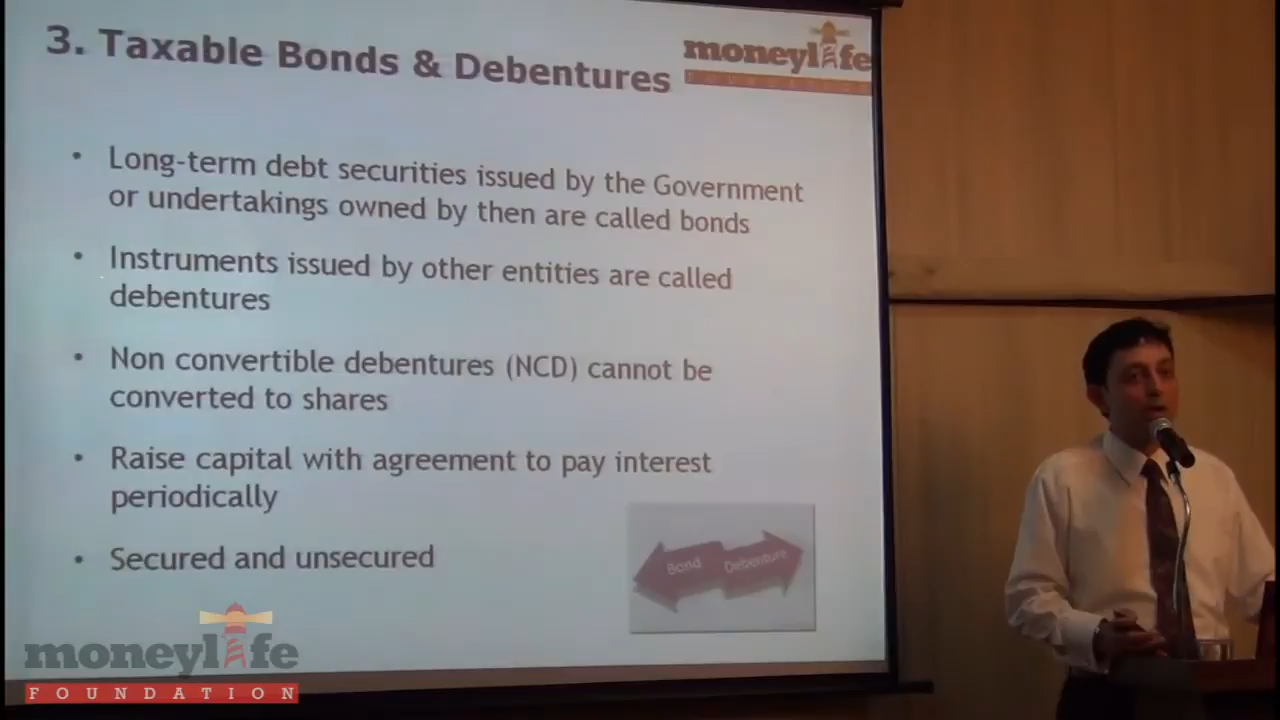 3. Taxable Bonds & Debentures
moneylife
FOUNDATION
• Long-term debt securities issued by the Government
or undertakings owned by then are called bonds
• Instruments issued by other entities are called
debentures
• Non convertible debentures (NCD) cannot be
converted to shares
• Raise capital with agreement to pay interest
periodically
• Secured and unsecured
Bond
Debenture
moneylife
FOUNDATION